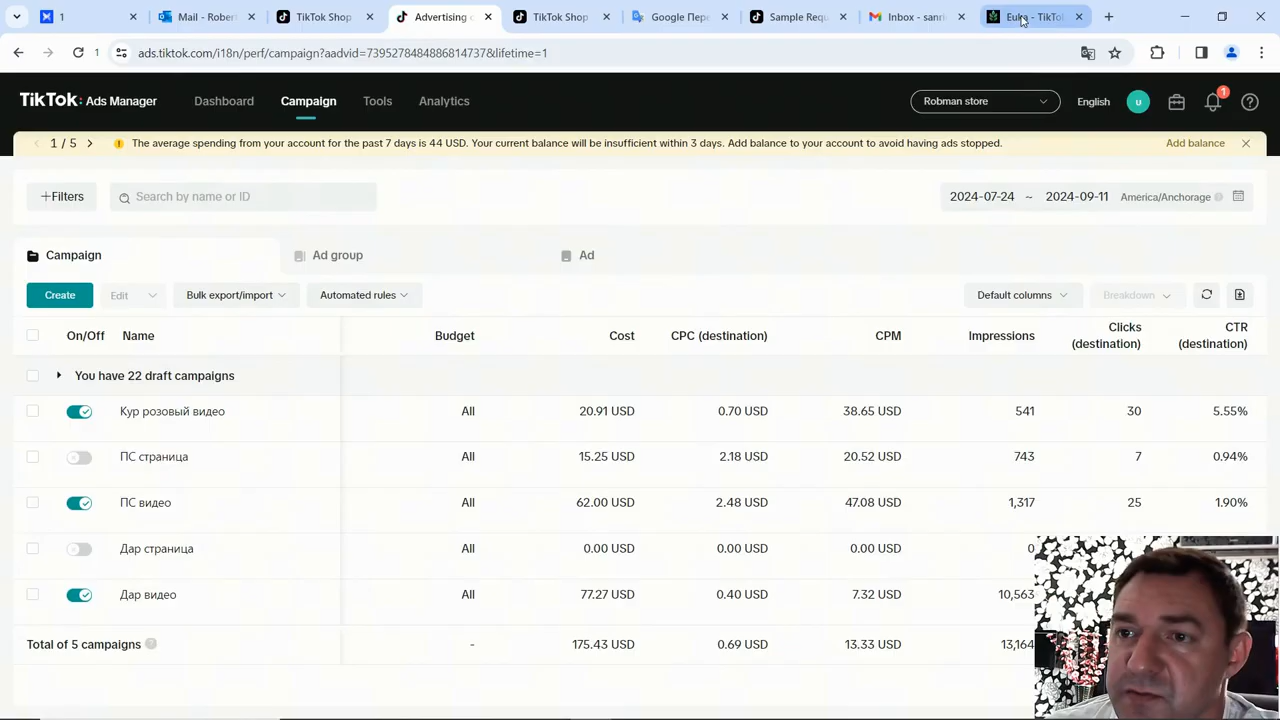 1
Mail - Robert
TikTok Shop
Advertising
TikTok Shop
Google Пере
Sample Requ
Inbox - sanri
Euka - TikTo
1
ads.tiktok.com/i18n/perf/campaign?aadvid=7395278484886814737&lifetime=1
TikTok: Ads Manager
Dashboard
Campaign
Tools
Analytics
Robman store
English
U
1
1 / 5
The average spending from your account for the past 7 days is 44 USD. Your current balance will be insufficient within 3 days. Add balance to your account to avoid having ads stopped.
Add balance
+Filters
Search by name or ID
2024-07-24 ~ 2024-09-11 America/Anchorage
Campaign
Ad group
Ad
Create
Edit
Bulk export/import
Automated rules
Default columns
Breakdown
On/Off Name Budget Cost CPC (destination) CPM Impressions Clicks (destination) CTR (destination)
You have 22 draft campaigns
Кур розовый видео All 20.91 USD 0.70 USD 38.65 USD 541 30 5.55%
ПС страница All 15.25 USD 2.18 USD 20.52 USD 743 7 0.94%
ПС видео All 62.00 USD 2.48 USD 47.08 USD 1,317 25 1.90%
Дар страница All 0.00 USD 0.00 USD 0.00 USD 0
Дар видео All 77.27 USD 0.40 USD 7.32 USD 10,563
Total of 5 campaigns - 175.43 USD 0.69 USD 13.33 USD 13,164